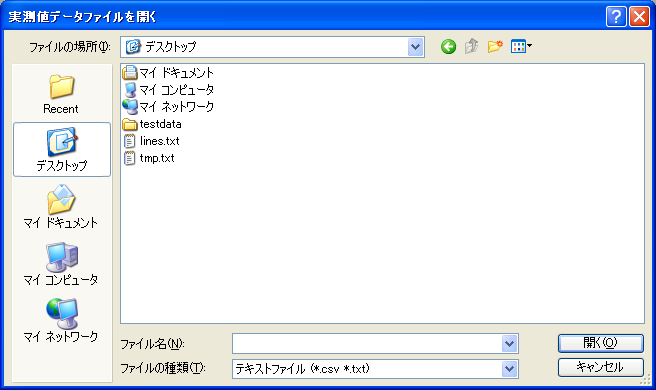 実測値データファイルを開く
ファイルの場所(I):
デスクトップ
Recent
デスクトップ
マイ ドキュメント
マイ コンピュータ
マイ ネットワーク
マイ ドキュメント
マイ コンピュータ
マイ ネットワーク
testdata
lines.txt
tmp.txt
ファイル名(N):
開く(O)
ファイルの種類(T):
テキストファイル (*.csv *.txt)
キャンセル